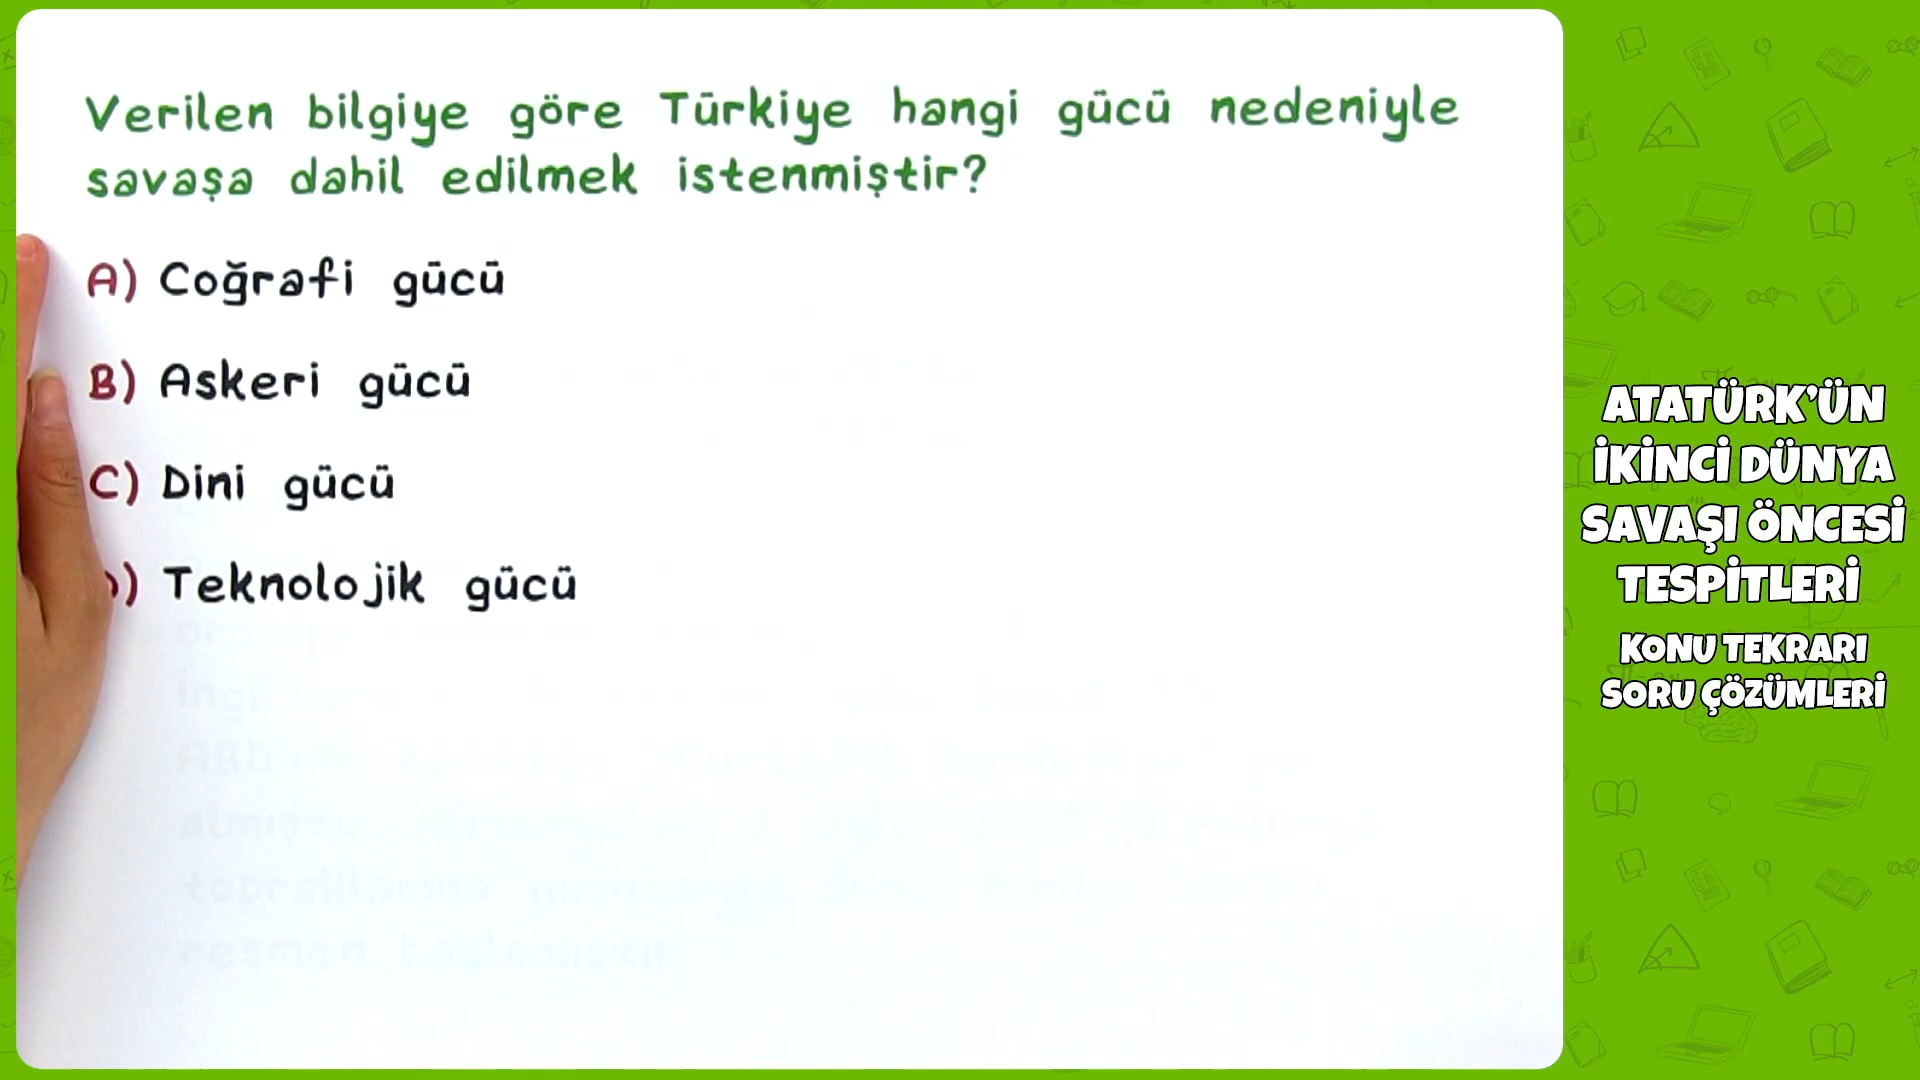 Verilen bilgiye göre Türkiye hangi gücü nedeniyle
savaşa dahil edilmek istenmiştir?
A) Coğrafi gücü
B) Askeri gücü
C) Dini gücü
) Teknolojik gücü
ATATÜRK'ÜN
İKİNCİ DÜNYA
SAVAŞI ÖNCESİ
TESPİTLERİ
KONU TEKRARI
SORU ÇÖZÜMLERİ